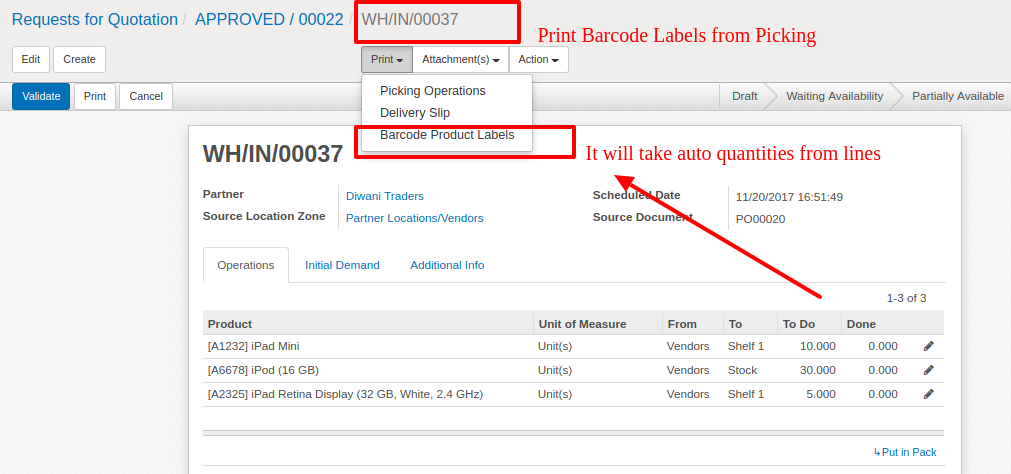 Requests for Quotation / APPROVED / 00022 / WH/IN/00037
Print Barcode Labels from Picking
Edit Create Print Attachment(s) Action
Validate Print Cancel Draft Waiting Availability Partially Available
Picking Operations
Delivery Slip
Barcode Product Labels
WH/IN/00037
It will take auto quantities from lines
Partner Diwani Traders Scheduled Date 11/20/2017 16:51:49
Source Location Zone Partner Locations/Vendors Source Document PO00020
Operations Initial Demand Additional Info
1-3 of 3
Product Unit of Measure From To To Do Done
[A1232] iPad Mini Unit(s) Vendors Shelf 1 10.000 0.000
[A6678] iPod (16 GB) Unit(s) Vendors Stock 30.000 0.000
[A2325] iPad Retina Display (32 GB, White, 2.4 GHz) Unit(s) Vendors Shelf 1 5.000 0.000
↳Put in Pack